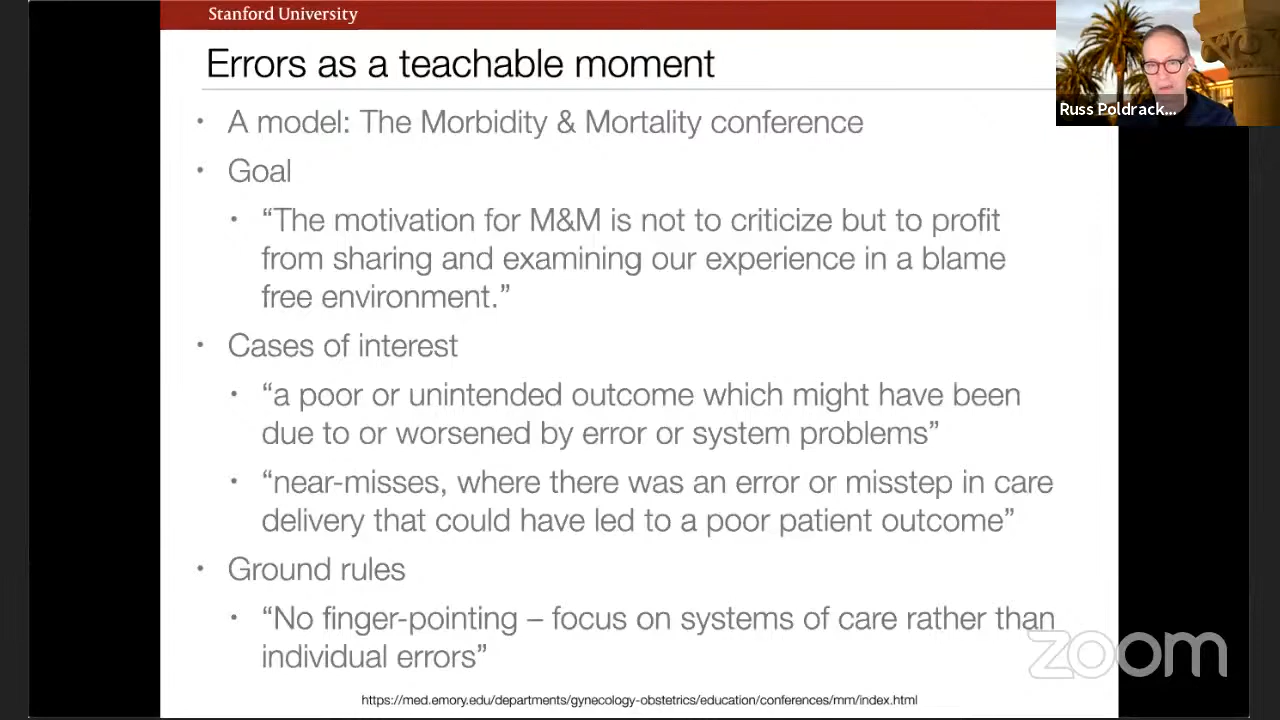 Stanford University
Errors as a teachable moment
• A model: The Morbidity & Mortality conference
• Goal
• “The motivation for M&M is not to criticize but to profit
from sharing and examining our experience in a blame
free environment.”
• Cases of interest
• “a poor or unintended outcome which might have been
due to or worsened by error or system problems”
• “near-misses, where there was an error or misstep in care
delivery that could have led to a poor patient outcome”
• Ground rules
• “No finger-pointing – focus on systems of care rather than
individual errors”
https://med.emory.edu/departments/gynecology-obstetrics/education/conferences/mm/index.html
Russ Poldrack...
zoom